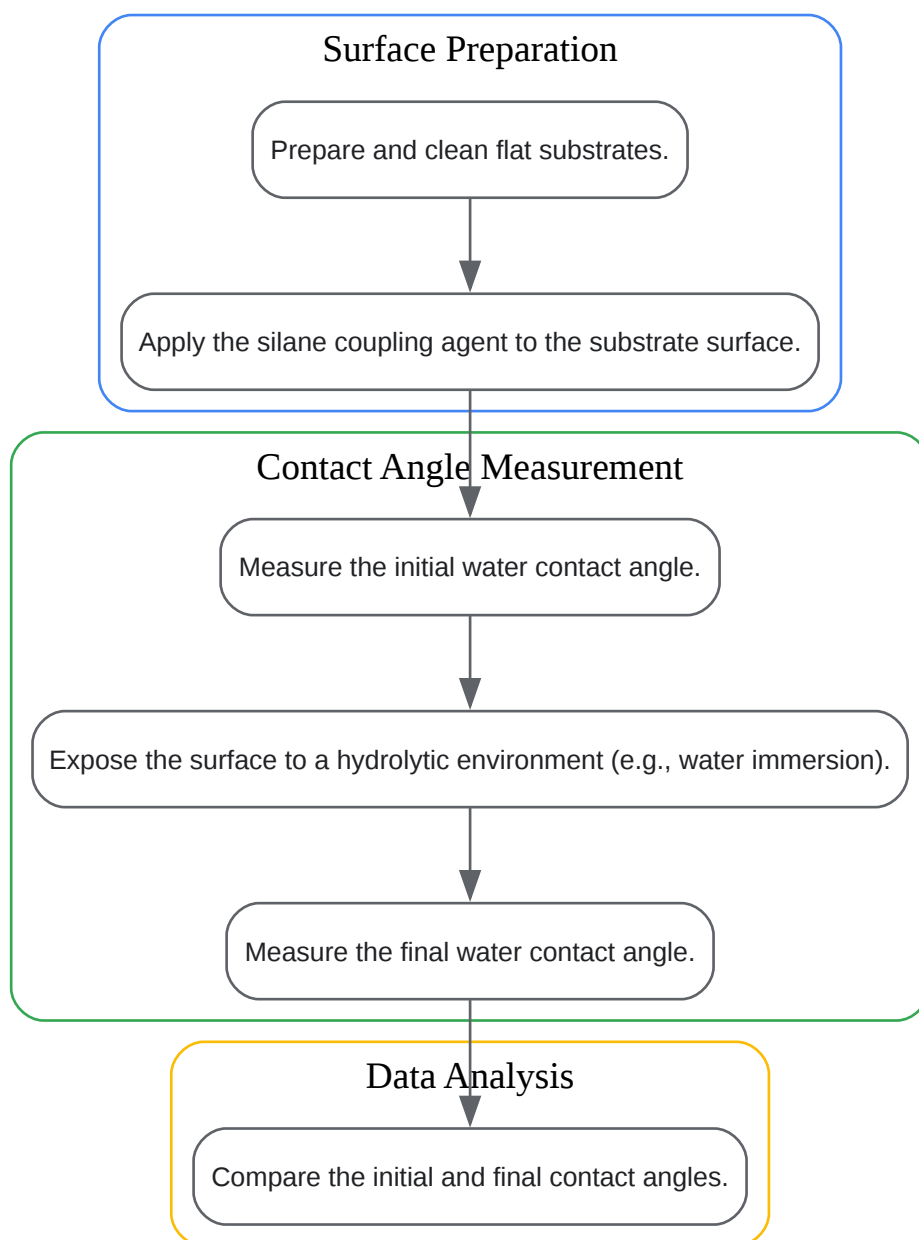 Surface Preparation
Prepare and clean flat substrates.
Apply the silane coupling agent to the substrate surface.
Contact Angle Measurement
Measure the initial water contact angle.
Expose the surface to a hydrolytic environment (e.g., water immersion).
Measure the final water contact angle.
Data Analysis
Compare the initial and final contact angles.